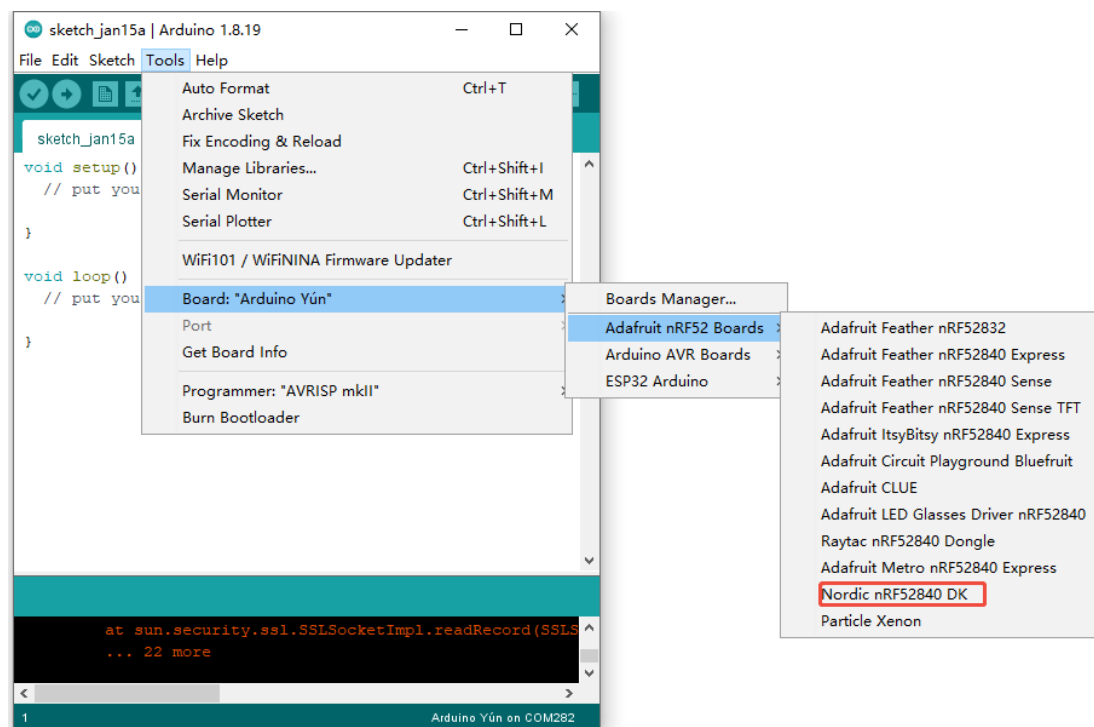 sketch_jan15a | Arduino 1.8.19
File Edit Sketch Tools Help
Auto Format Ctrl+T
Archive Sketch
Fix Encoding & Reload
Manage Libraries... Ctrl+Shift+I
Serial Monitor Ctrl+Shift+M
Serial Plotter Ctrl+Shift+L
WiFi101 / WiFiNINA Firmware Updater
Board: "Arduino Yún"
Port
Get Board Info
Programmer: "AVRISP mkII"
Burn Bootloader
Boards Manager...
Adafruit nRF52 Boards
Arduino AVR Boards
ESP32 Arduino
Adafruit Feather nRF52832
Adafruit Feather nRF52840 Express
Adafruit Feather nRF52840 Sense
Adafruit Feather nRF52840 Sense TFT
Adafruit ItsyBitsy nRF52840 Express
Adafruit Circuit Playground Bluefruit
Adafruit CLUE
Adafruit LED Glasses Driver nRF52840
Raytac nRF52840 Dongle
Adafruit Metro nRF52840 Express
Nordic nRF52840 DK
Particle Xenon
sketch_jan15a
void setup()
// put you
}
void loop()
// put you
}
at sun.security.ssl.SSLSocketImpl.readRecord(SSLS
... 22 more
1 Arduino Yún on COM282